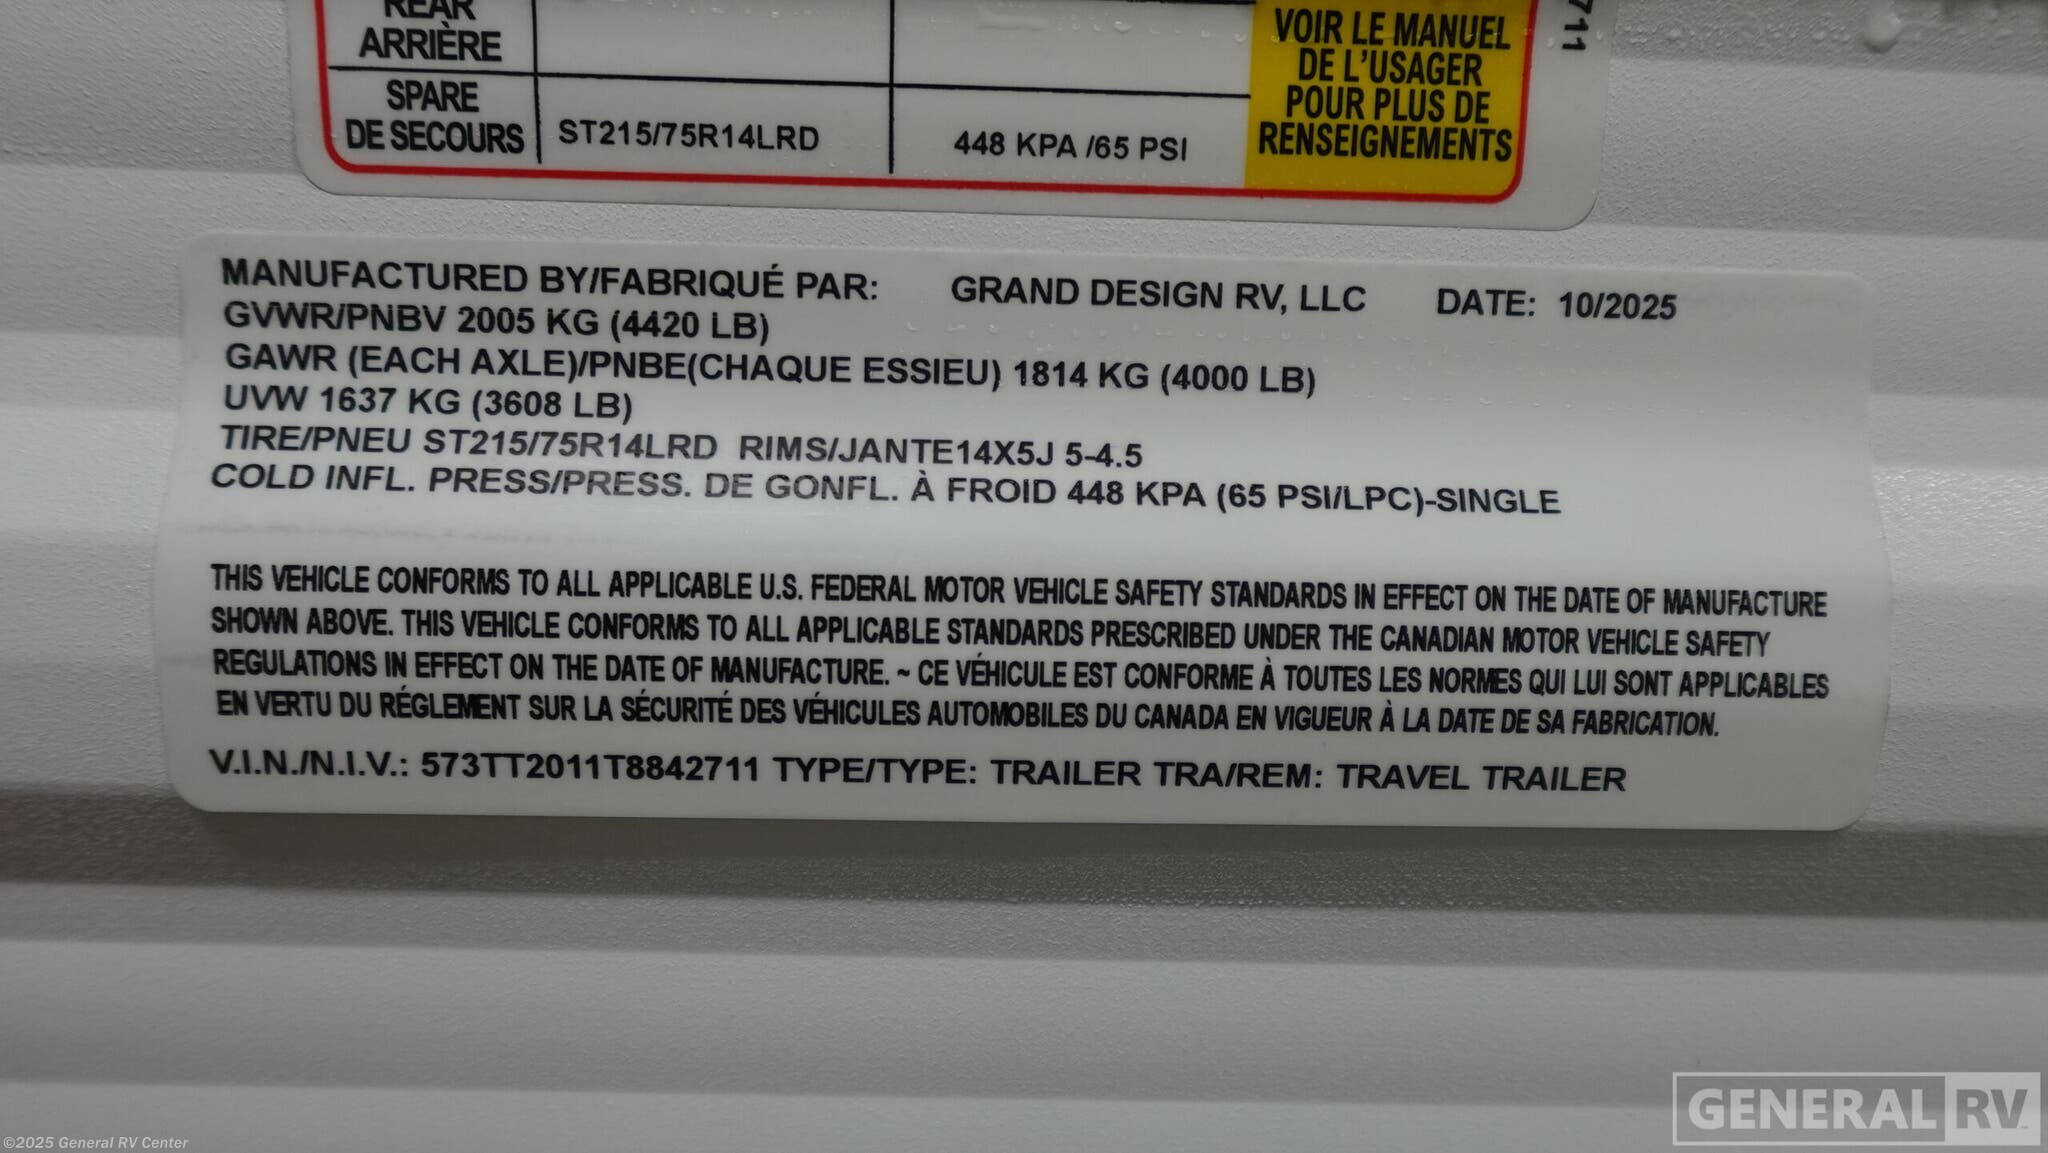 REAR
ARRIÈRE
SPARE
DE SECOURS
ST215/75R14LRD
448 KPA /65 PSI
VOIR LE MANUEL
DE L'USAGER
POUR PLUS DE
RENSEIGNEMENTS
711
MANUFACTURED BY/FABRIQUÉ PAR: GRAND DESIGN RV, LLC DATE: 10/2025
GVWR/PNBV 2005 KG (4420 LB)
GAWR (EACH AXLE)/PNBE(CHAQUE ESSIEU) 1814 KG (4000 LB)
UVW 1637 KG (3608 LB)
TIRE/PNEU ST215/75R14LRD RIMS/JANTE14X5J 5-4.5
COLD INFL. PRESS/PRESS. DE GONFL. À FROID 448 KPA (65 PSI/LPC)-SINGLE
THIS VEHICLE CONFORMS TO ALL APPLICABLE U.S. FEDERAL MOTOR VEHICLE SAFETY STANDARDS IN EFFECT ON THE DATE OF MANUFACTURE
SHOWN ABOVE. THIS VEHICLE CONFORMS TO ALL APPLICABLE STANDARDS PRESCRIBED UNDER THE CANADIAN MOTOR VEHICLE SAFETY
REGULATIONS IN EFFECT ON THE DATE OF MANUFACTURE. ~ CE VÉHICULE EST CONFORME À TOUTES LES NORMES QUI LUI SONT APPLICABLES
EN VERTU DU RÉGLEMENT SUR LA SÉCURITÉ DES VÉHICULES AUTOMOBILES DU CANADA EN VIGUEUR À LA DATE DE SA FABRICATION.
V.I.N./N.I.V.: 573TT2011T8842711 TYPE/TYPE: TRAILER TRA/REM: TRAVEL TRAILER
GENERAL RV
©2025 General RV Center